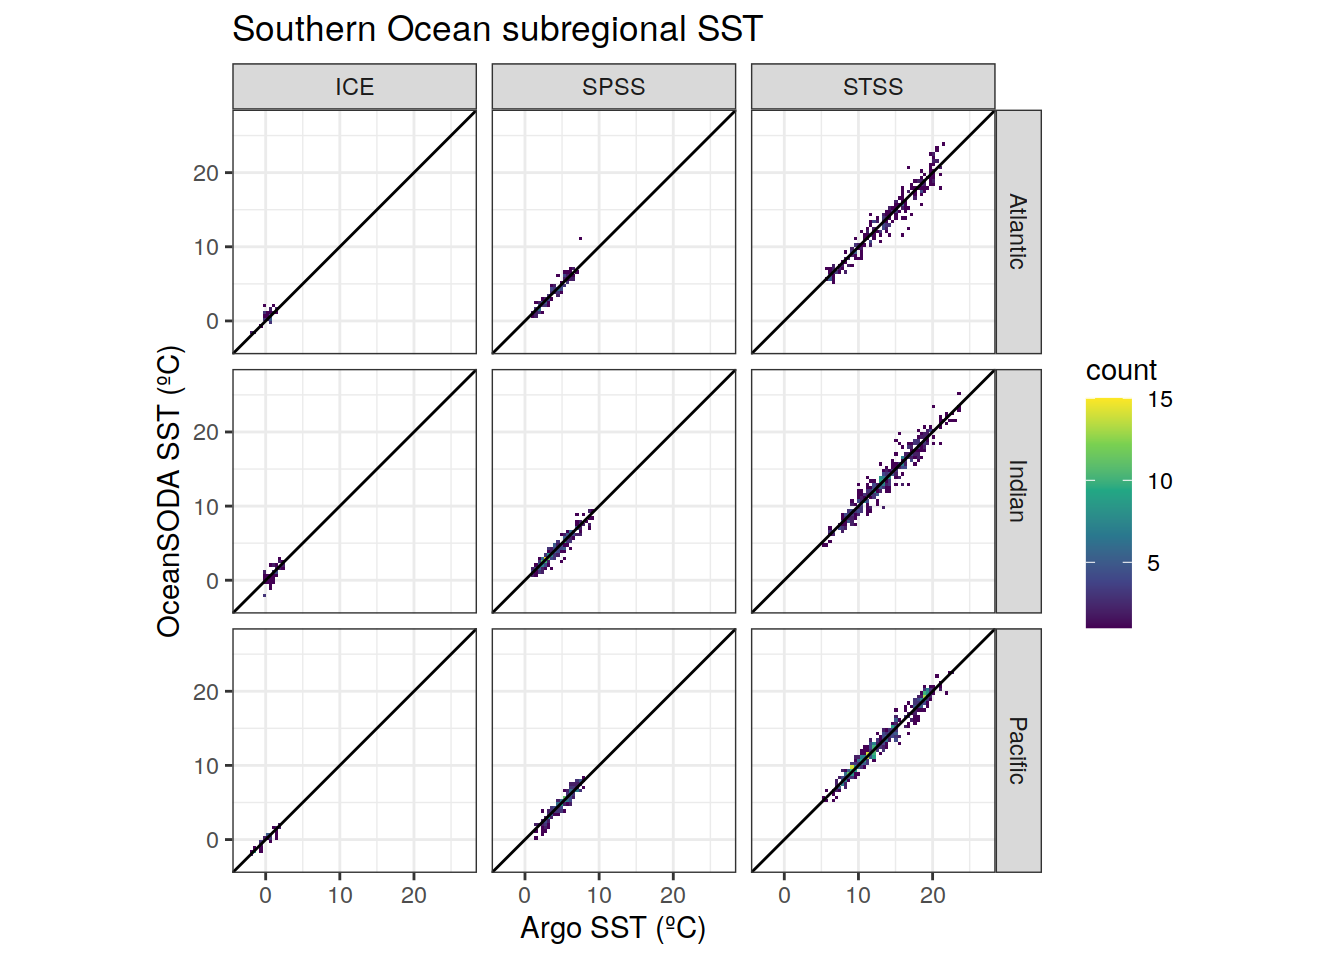 Southern Ocean subregional SST
ICE SPSS STSS
20
10
0
Atlantic
20
10
0
Indian
20
10
0
Pacific
0 10 20 0 10 20 0 10 20
Argo SST (ºC)
OceanSODA SST (ºC)
count
15
10
5